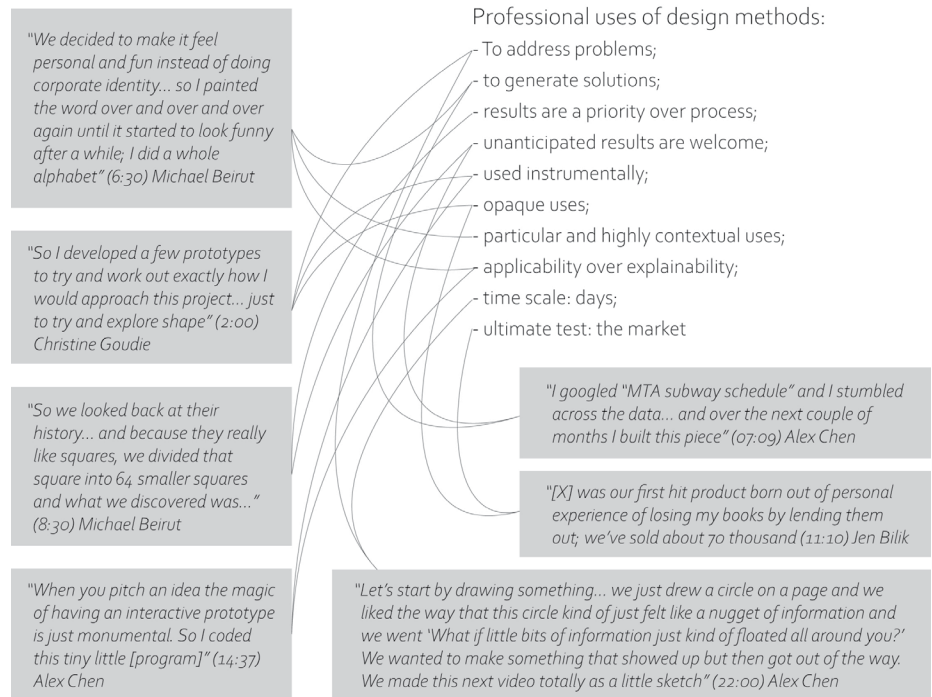 “We decided to make it feel
personal and fun instead of doing
corporate identity... so I painted
the word over and over and over
again until it started to look funny
after a while; I did a whole
alphabet” (6:30) Michael Beirut
“So I developed a few prototypes
to try and work out exactly how I
would approach this project... just
to try and explore shape” (2:00)
Christine Goudie
“So we looked back at their
history... and because they really
like squares, we divided that
square into 64 smaller squares
and what we discovered was...”
(8:30) Michael Beirut
“When you pitch an idea the magic
of having an interactive prototype
is just monumental. So I coded
this tiny little [program]” (14:37)
Alex Chen
Professional uses of design methods:
- To address problems;
- to generate solutions;
- results are a priority over process;
- unanticipated results are welcome;
- used instrumentally;
- opaque uses;
- particular and highly contextual uses;
- applicability over explainability;
- time scale: days;
- ultimate test: the market
“I googled “MTA subway schedule” and I stumbled
across the data... and over the next couple of
months I built this piece” (07:09) Alex Chen
“[X] was our first hit product born out of personal
experience of losing my books by lending them
out; we’ve sold about 70 thousand (11:10) Jen Bilik
“Let’s start by drawing something... we just drew a circle on a page and we
liked the way that this circle kind of just felt like a nugget of information and
we went ‘What if little bits of information just kind of floated all around you?’
We wanted to make something that showed up but then got out of the way.
We made this next video totally as a little sketch” (22:00) Alex Chen